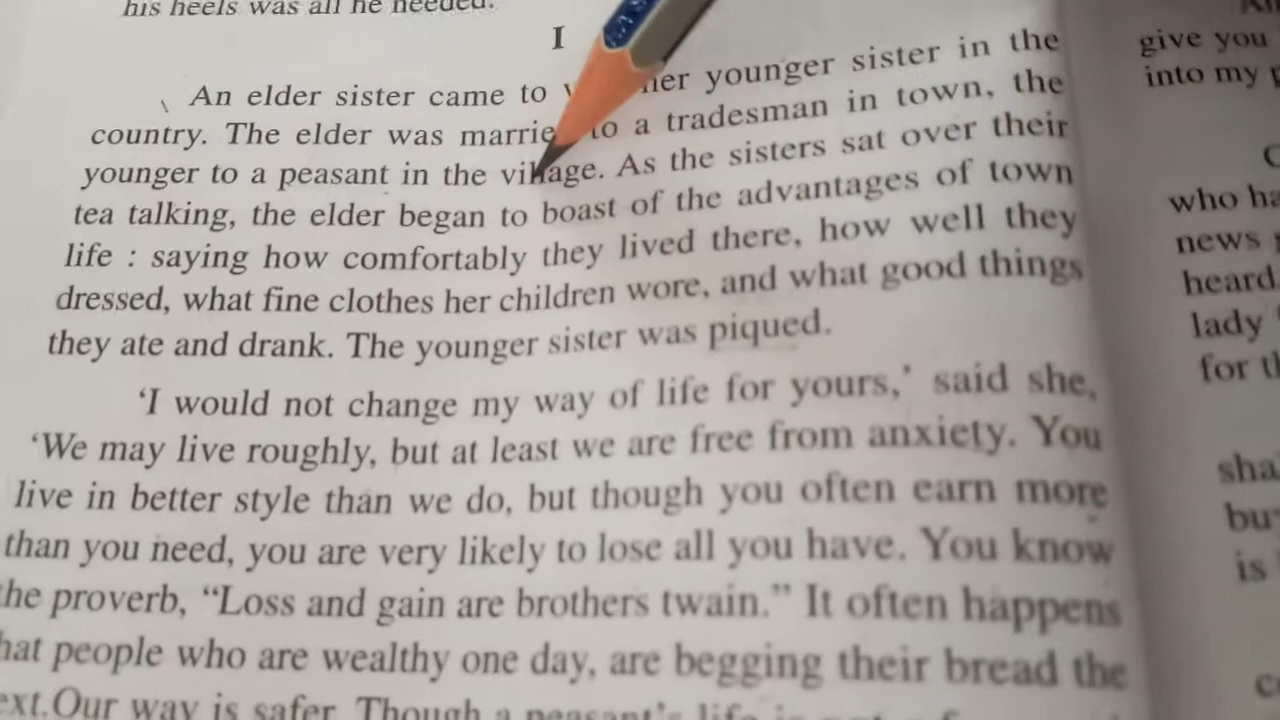 his heels was all he needed.
I
An elder sister came to her younger sister in the
country. The elder was marrie to a tradesman in town, the
younger to a peasant in the village. As the sisters sat over their
tea talking, the elder began to boast of the advantages of town
life : saying how comfortably they lived there, how well they
dressed, what fine clothes her children wore, and what good things
they ate and drank. The younger sister was piqued.
‘I would not change my way of life for yours,’ said she,
‘We may live roughly, but at least we are free from anxiety. You
live in better style than we do, but though you often earn more
than you need, you are very likely to lose all you have. You know
the proverb, “Loss and gain are brothers twain.” It often happens
hat people who are wealthy one day, are begging their bread the
ext.Our way is safer. Though a peasant's life is not a
give you
into my
who ha
news
heard
lady
for th
sha
bu
is